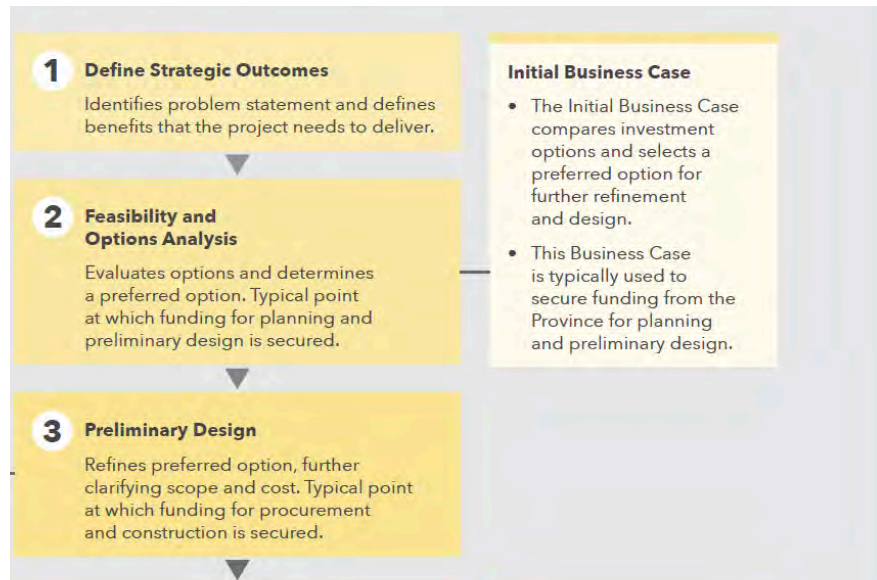 1
Define Strategic Outcomes
Identifies problem statement and defines
benefits that the project needs to deliver.
2
Feasibility and
Options Analysis
Evaluates options and determines
a preferred option. Typical point
at which funding for planning and
preliminary design is secured.
Initial Business Case
• The Initial Business Case
compares investment
options and selects a
preferred option for
further refinement
and design.
• This Business Case
is typically used to
secure funding from the
Province for planning
and preliminary design.
3
Preliminary Design
Refines preferred option, further
clarifying scope and cost. Typical point
at which funding for procurement
and construction is secured.